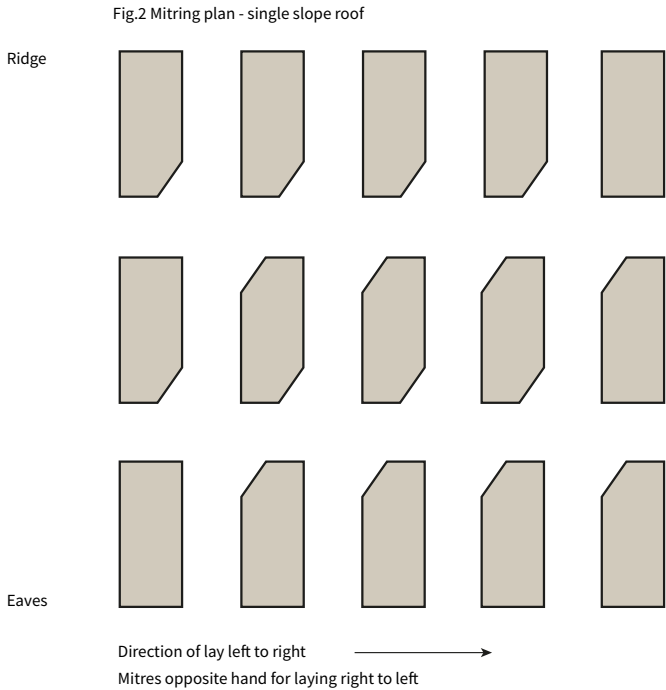 Fig.2 Mitring plan - single slope roof
Ridge
Eaves
Direction of lay left to right
Mitres opposite hand for laying right to left